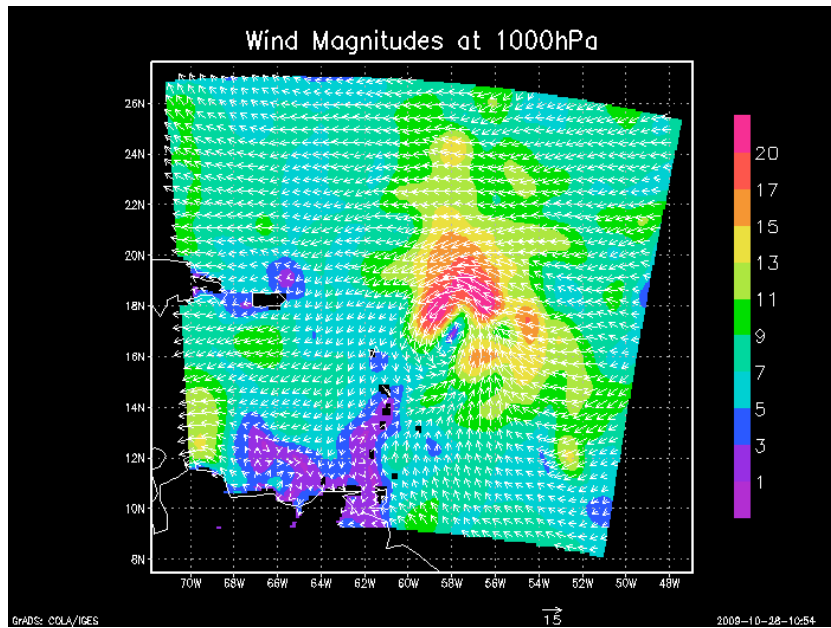 Wind Magnitudes at 1000hPa
26N
24N
22N
20N
18N
16N
14N
12N
10N
8N
70W 68W 66W 64W 62W 60W 58W 56W 54W 52W 50W 48W
20
17
15
13
11
9
7
5
3
1
15
GrADS: COLA/IGES
2009-10-28-10:54